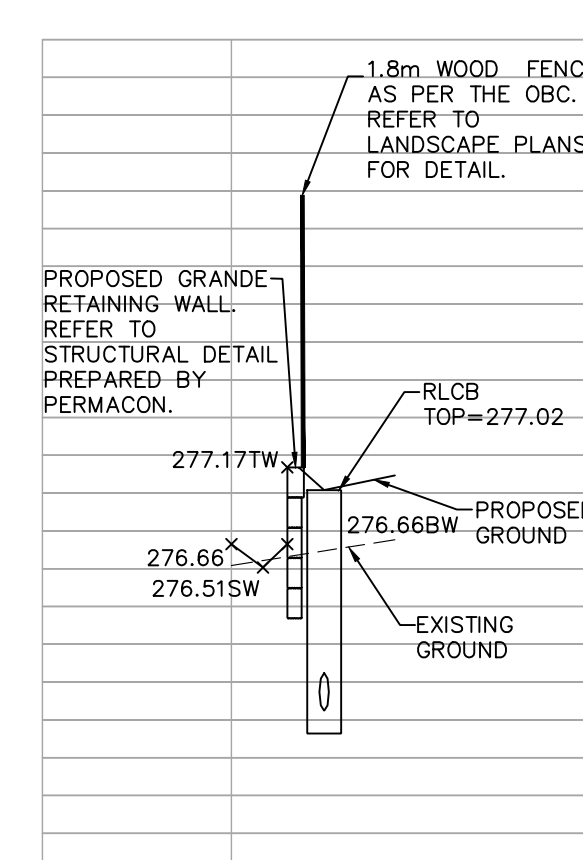 1.8m WOOD FENC
AS PER THE OBC.
REFER TO
LANDSCAPE PLANS
FOR DETAIL.
PROPOSED GRANDE
RETAINING WALL.
REFER TO
STRUCTURAL DETAIL
PREPARED BY
PERMACON.
RLCB
TOP=277.02
277.17TW
PROPOSE
GROUND
276.66BW
276.66
276.51SW
EXISTING
GROUND